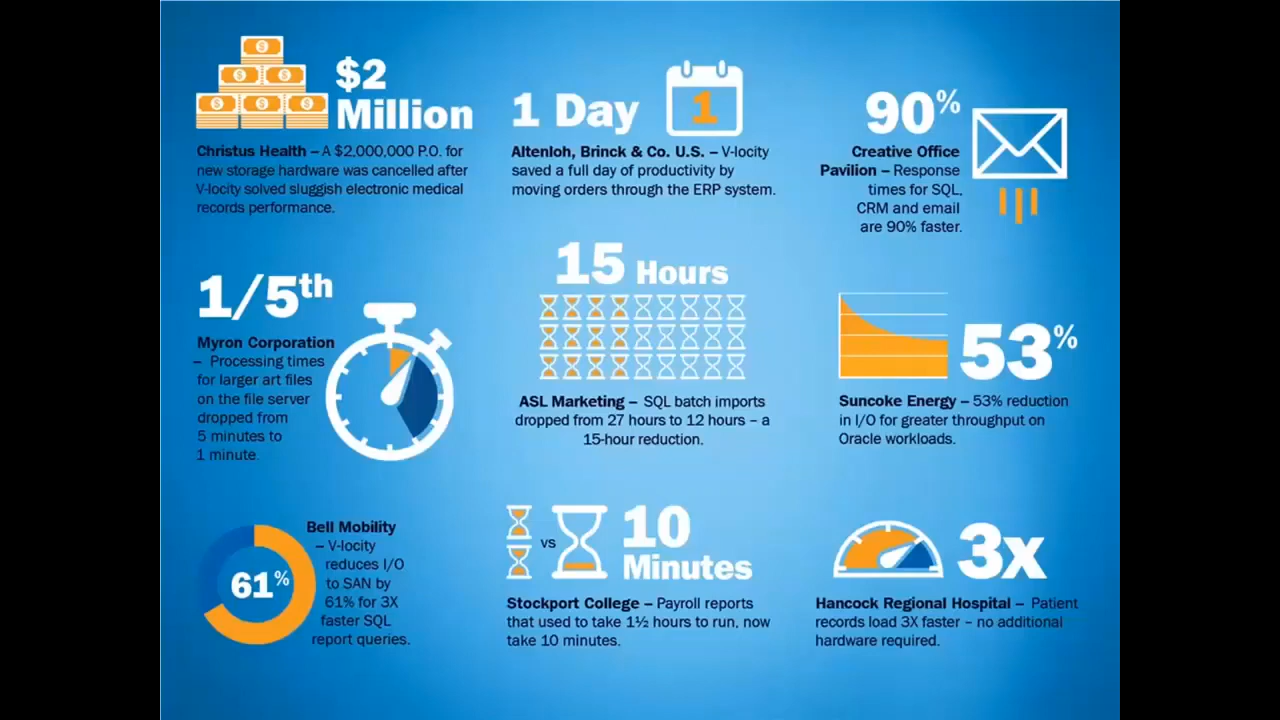 $2
Million
Christus Health – A $2,000,000 P.O. for
new storage hardware was cancelled after
V-locity solved sluggish electronic medical
records performance.
1 Day
1
Altenloh, Brinck & Co. U.S. – V-locity
saved a full day of productivity by
moving orders through the ERP system.
90%
Creative Office
Pavilion – Response
times for SQL,
CRM and email
are 90% faster.
1/5th
Myron Corporation
– Processing times
for larger art files
on the file server
dropped from
5 minutes to
1 minute.
15 Hours
ASL Marketing – SQL batch imports
dropped from 27 hours to 12 hours – a
15-hour reduction.
53%
Suncoke Energy – 53% reduction
in I/O for greater throughput on
Oracle workloads.
61%
Bell Mobility
– V-locity
reduces I/O
to SAN by
61% for 3X
faster SQL
report queries.
vs
10
Minutes
Stockport College – Payroll reports
that used to take 1½ hours to run, now
take 10 minutes.
3x
Hancock Regional Hospital – Patient
records load 3X faster – no additional
hardware required.